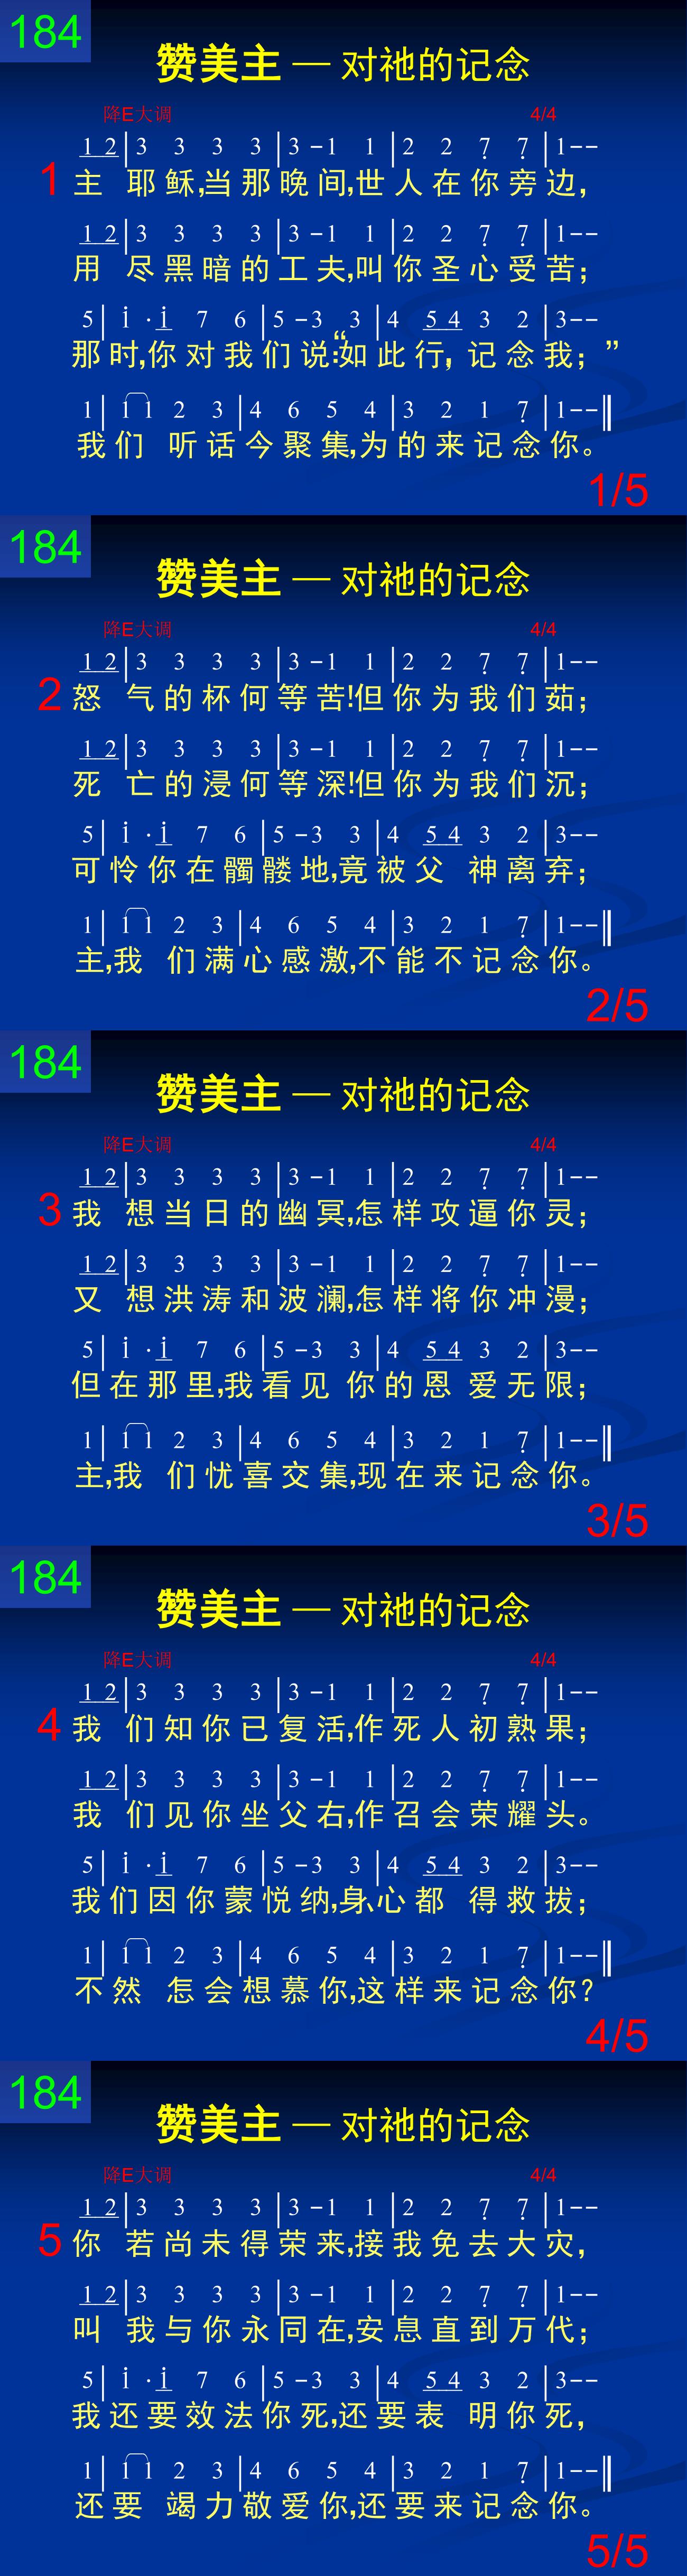 184
赞美主 — 对祂的记念
降E大调 4/4
1 2 | 3 3 3 3 | 3 - 1 1 | 2 2 7̣ 7̣ | 1 - -
1 主 耶稣,当那晚间,世人在你旁边,
1 2 | 3 3 3 3 | 3 - 1 1 | 2 2 7̣ 7̣ | 1 - -
用 尽黑暗的工夫,叫你圣心受苦;
5 | i · i 7 6 | 5 - 3 3 | 4 5 4 3 2 | 3 - -
那时,你对我们说:“如此行, 记念我;”
1 | 1 1 2 3 | 4 6 5 4 | 3 2 1 7̣ | 1 - - ‖
我们 听话今聚集,为的来记念你。
1/5
184
赞美主 — 对祂的记念
降E大调 4/4
1 2 | 3 3 3 3 | 3 - 1 1 | 2 2 7̣ 7̣ | 1 - -
2 怒 气的杯何等苦!但你为我们茹;
1 2 | 3 3 3 3 | 3 - 1 1 | 2 2 7̣ 7̣ | 1 - -
死 亡的浸何等深!但你为我们沉;
5 | i · i 7 6 | 5 - 3 3 | 4 5 4 3 2 | 3 - -
可怜你在髑髅地,竟被父 神离弃;
1 | 1 1 2 3 | 4 6 5 4 | 3 2 1 7̣ | 1 - - ‖
主,我 们满心感激,不能不记念你。
2/5
184
赞美主 — 对祂的记念
降E大调 4/4
1 2 | 3 3 3 3 | 3 - 1 1 | 2 2 7̣ 7̣ | 1 - -
3 我 想当日的幽冥,怎样攻逼你灵;
1 2 | 3 3 3 3 | 3 - 1 1 | 2 2 7̣ 7̣ | 1 - -
又 想洪涛和波澜,怎样将你冲漫;
5 | i · i 7 6 | 5 - 3 3 | 4 5 4 3 2 | 3 - -
但在那里,我看见 你的恩 爱无限;
1 | 1 1 2 3 | 4 6 5 4 | 3 2 1 7̣ | 1 - - ‖
主,我 们忧喜交集,现在来记念你。
3/5
184
赞美主 — 对祂的记念
降E大调 4/4
1 2 | 3 3 3 3 | 3 - 1 1 | 2 2 7̣ 7̣ | 1 - -
4 我 们知你已复活,作死人初熟果;
1 2 | 3 3 3 3 | 3 - 1 1 | 2 2 7̣ 7̣ | 1 - -
我 们见你坐父右,作召会荣耀头。
5 | i · i 7 6 | 5 - 3 3 | 4 5 4 3 2 | 3 - -
我们因你蒙悦纳,身、心都 得救拔;
1 | 1 1 2 3 | 4 6 5 4 | 3 2 1 7̣ | 1 - - ‖
不然 怎会想慕你,这样来记念你?
4/5
184
赞美主 — 对祂的记念
降E大调 4/4
1 2 | 3 3 3 3 | 3 - 1 1 | 2 2 7̣ 7̣ | 1 - -
5 你 若尚未得荣来,接我免去大灾,
1 2 | 3 3 3 3 | 3 - 1 1 | 2 2 7̣ 7̣ | 1 - -
叫 我与你永同在,安息直到万代;
5 | i · i 7 6 | 5 - 3 3 | 4 5 4 3 2 | 3 - -
我还要效法你死,还要表 明你死,
1 | 1 1 2 3 | 4 6 5 4 | 3 2 1 7̣ | 1 - - ‖
还要 竭力敬爱你,还要来记念你。
5/5